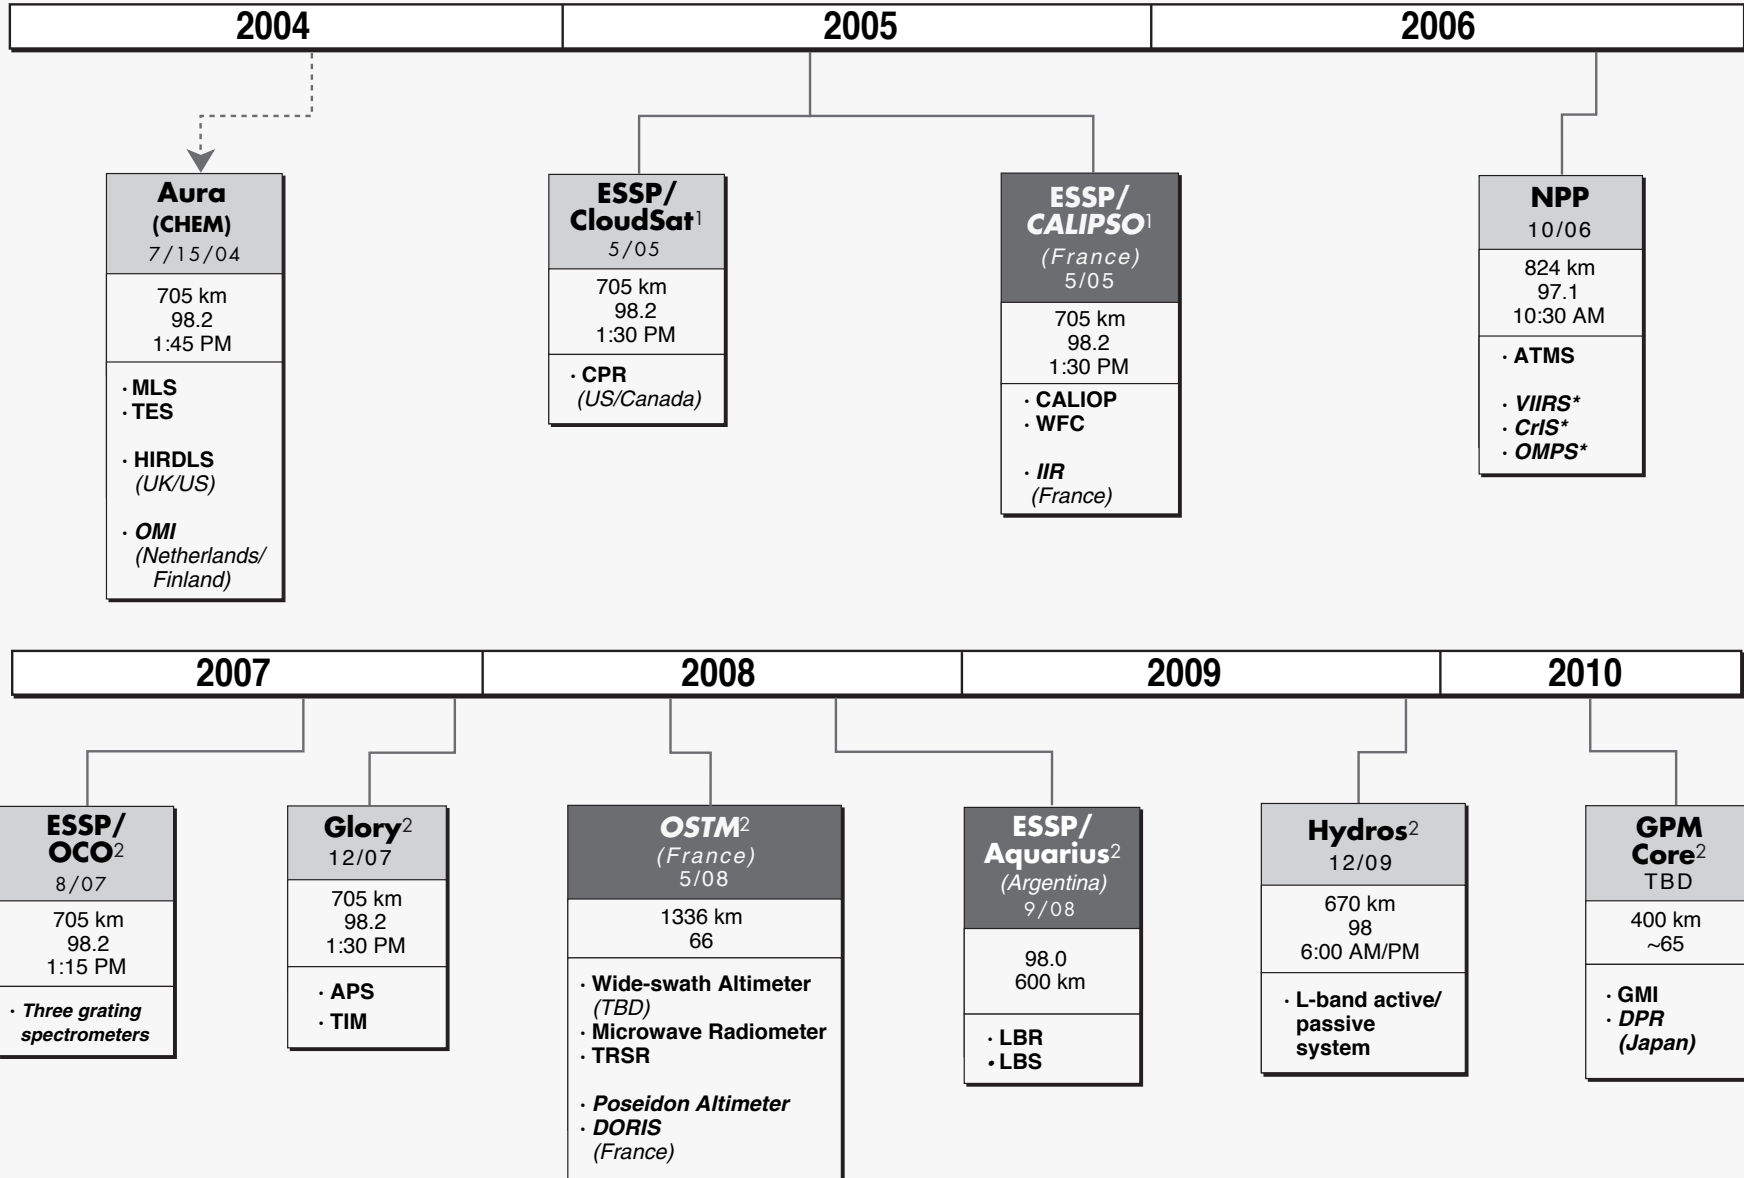 2004
2005
2006
Aura
(CHEM)
7/15/04
705 km
98.2
1:45 PM
· MLS
· TES
· HIRDLS
(UK/US)
· OMI
(Netherlands/
Finland)
ESSP/
CloudSat1
5/05
705 km
98.2
1:30 PM
· CPR
(US/Canada)
ESSP/
CALIPSO1
(France)
5/05
705 km
98.2
1:30 PM
· CALIOP
· WFC
· IIR
(France)
NPP
10/06
824 km
97.1
10:30 AM
· ATMS
· VIIRS*
· CrIS*
· OMPS*
2007
2008
2009
2010
ESSP/
OCO2
8/07
705 km
98.2
1:15 PM
· Three grating
spectrometers
Glory2
12/07
705 km
98.2
1:30 PM
· APS
· TIM
OSTM2
(France)
5/08
1336 km
66
· Wide-swath Altimeter
(TBD)
· Microwave Radiometer
· TRSR
· Poseidon Altimeter
· DORIS
(France)
ESSP/
Aquarius2
(Argentina)
9/08
98.0
600 km
· LBR
· LBS
Hydros2
12/09
670 km
98
6:00 AM/PM
· L-band active/
passive
system
GPM
Core2
TBD
400 km
~65
· GMI
· DPR
(Japan)